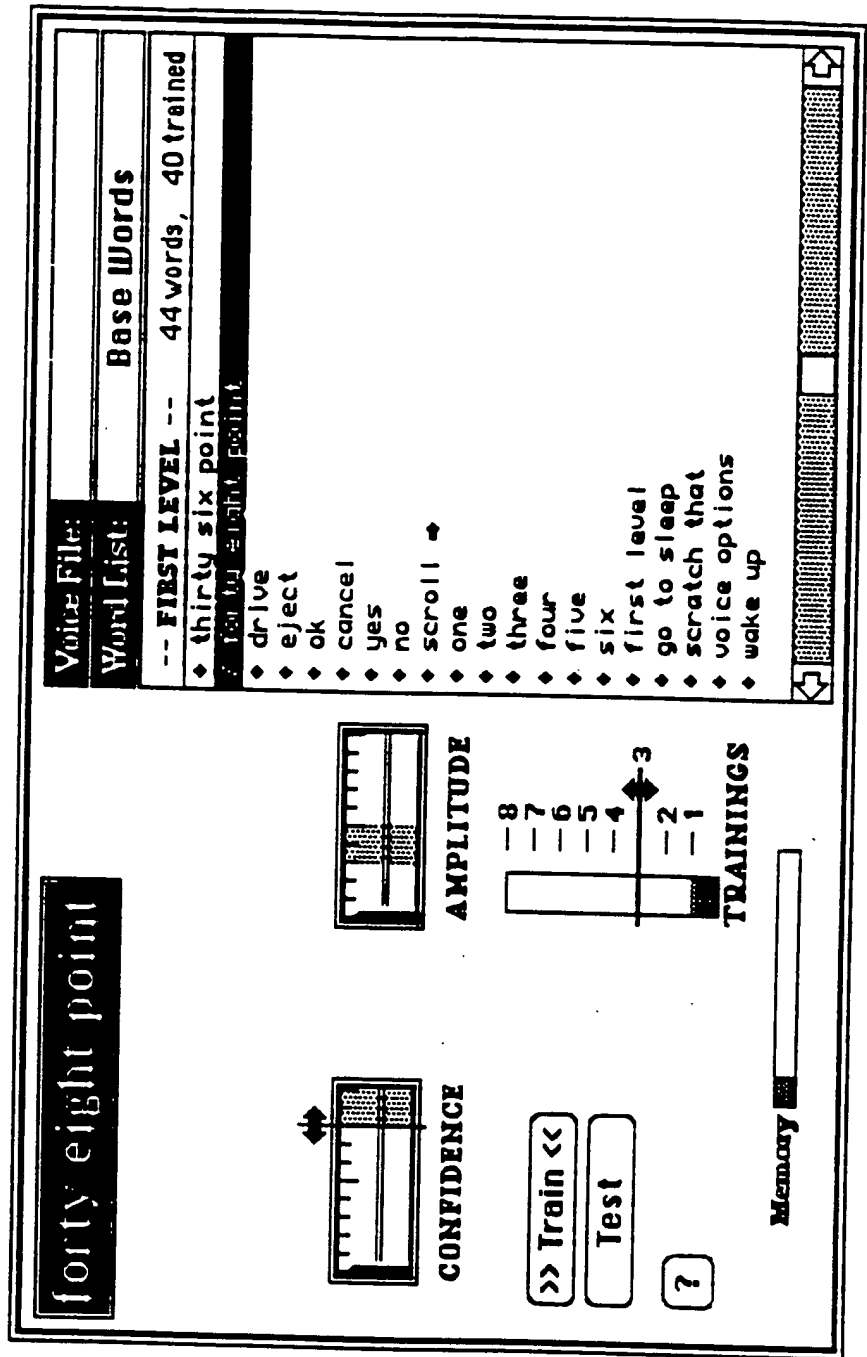 forty eight point
CONFIDENCE
AMPLITUDE
>> Train <<
Test
?
—8
—7
—6
—5
—4
3
—2
—1
TRAININGS
Memory
Voice File:
Word List: Base Words
-- FIRST LEVEL -- 44 words, 40 trained
♦ thirty six point
♦ forty eight point
♦ drive
♦ eject
♦ ok
♦ cancel
♦ yes
♦ no
♦ scroll ➔
♦ one
♦ two
♦ three
♦ four
♦ five
♦ six
♦ first level
♦ go to sleep
♦ scratch that
♦ voice options
♦ wake up